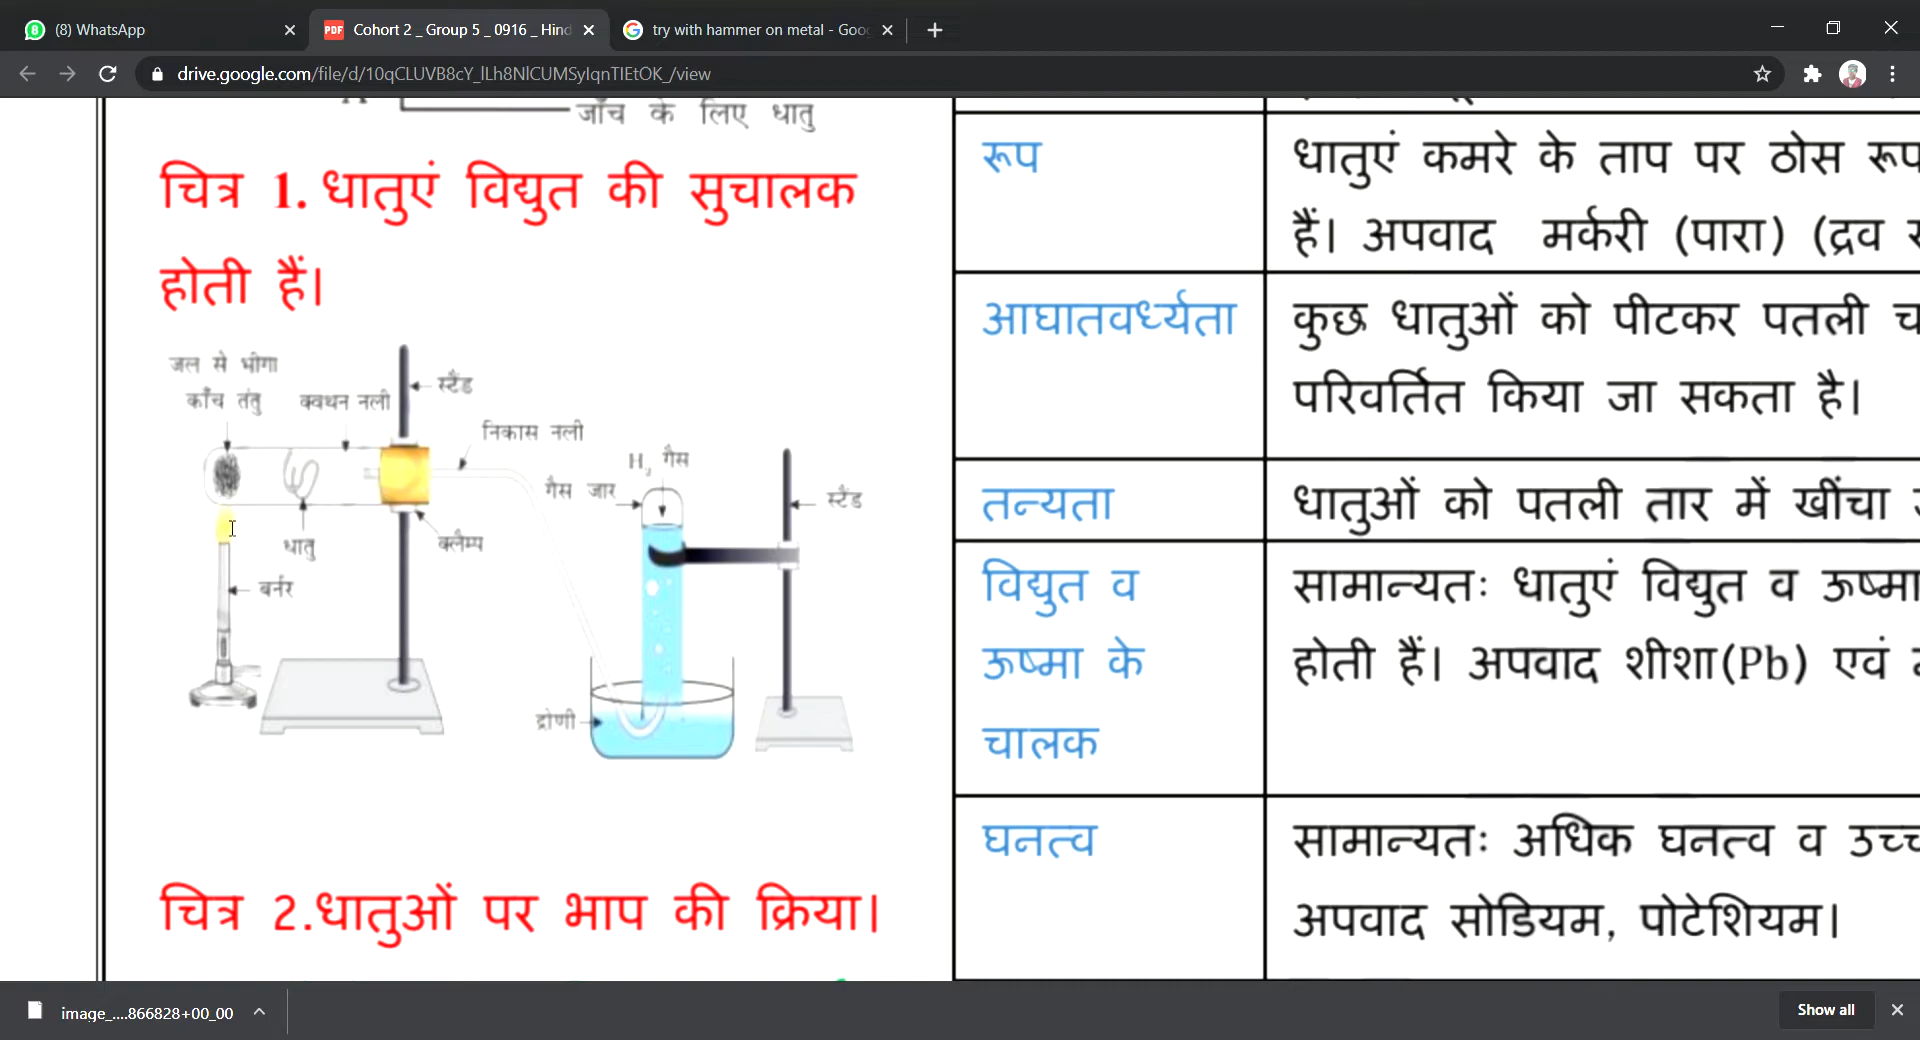 (8) WhatsApp
Cohort 2 _ Group 5 _ 0916 _ Hind
try with hammer on metal - Goo
drive.google.com/file/d/10qCLUVB8cY_lLh8NlCUMSylqnTIEtOK_/view
जाँच के लिए धातु
चित्र 1. धातुएं विद्युत की सुचालक
होती हैं।
जल से भीगा
काँच तंतु
क्वथन नली
स्टैंड
निकास नली
H₂ गैस
गैस जार
स्टैंड
धातु
क्लैम्प
बर्नर
द्रोणी
चित्र 2.धातुओं पर भाप की क्रिया।
रूप
धातुएं कमरे के ताप पर ठोस रूप
हैं। अपवाद मर्करी (पारा) (द्रव
आघातवर्ध्यता
कुछ धातुओं को पीटकर पतली
परिवर्तित किया जा सकता है।
तन्यता
धातुओं को पतली तार में खींचा
विद्युत व
ऊष्मा के
चालक
सामान्यतः धातुएं विद्युत व ऊष्मा
होती हैं। अपवाद शीशा(Pb) एवं
घनत्व
सामान्यतः अधिक घनत्व व उच्च
अपवाद सोडियम, पोटेशियम।
image_....866828+00_00
Show all